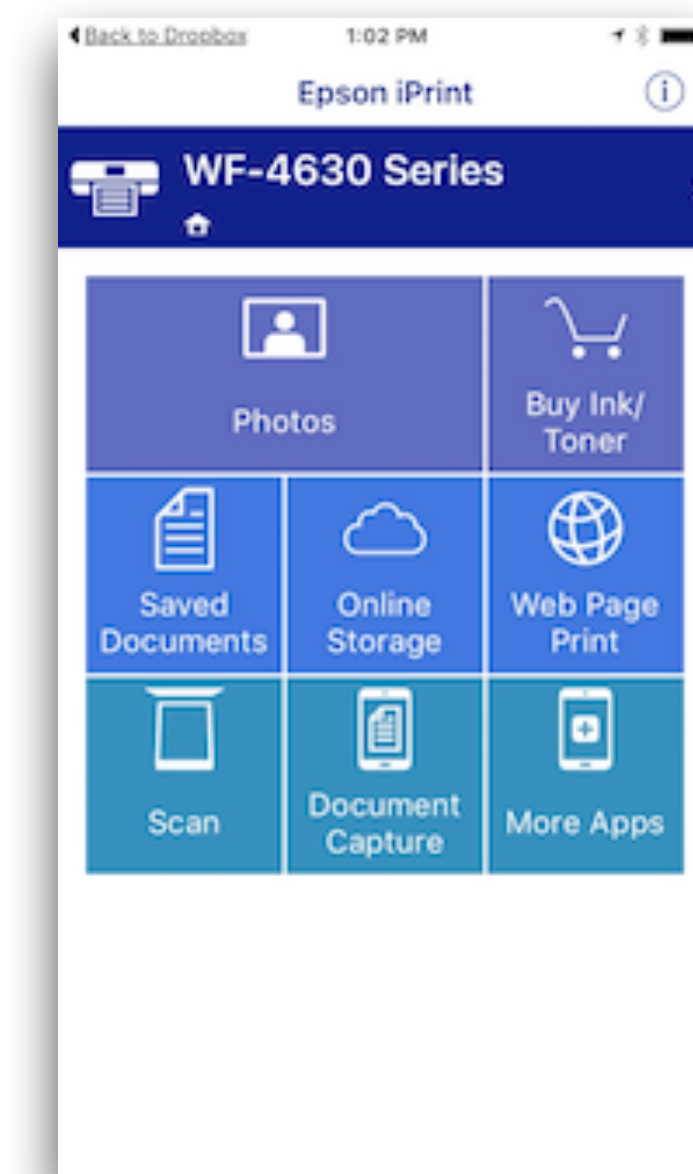 Back to Dropbox 1:02 PM
Epson iPrint
WF-4630 Series
Photos
Buy Ink/
Toner
Saved
Documents
Online
Storage
Web Page
Print
Scan
Document
Capture
More Apps